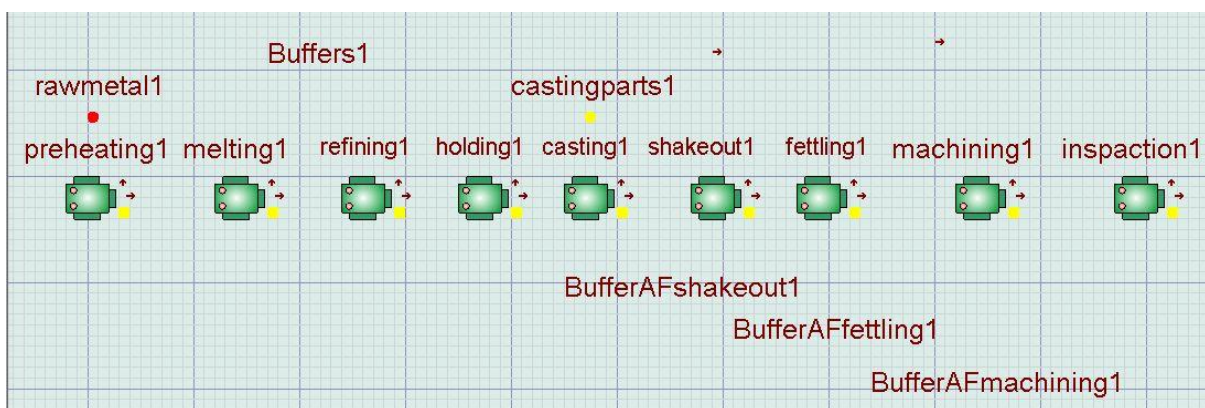 Buffers1
rawmetal1 castingparts1
preheating1 melting1 refining1 holding1 casting1 shakeout1 fettling1 machining1 inspaction1
BufferAFshakeout1
BufferAFfettling1
BufferAFmachining1